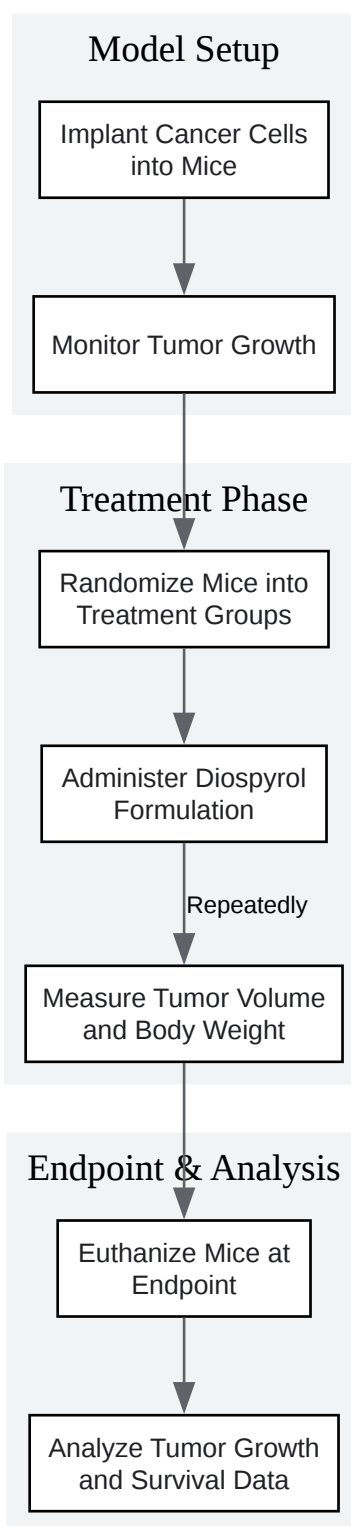 Model Setup
Implant Cancer Cells
into Mice
Monitor Tumor Growth
Treatment Phase
Randomize Mice into
Treatment Groups
Administer Diospyrol
Formulation
Repeatedly
Measure Tumor Volume
and Body Weight
Endpoint & Analysis
Euthanize Mice at
Endpoint
Analyze Tumor Growth
and Survival Data